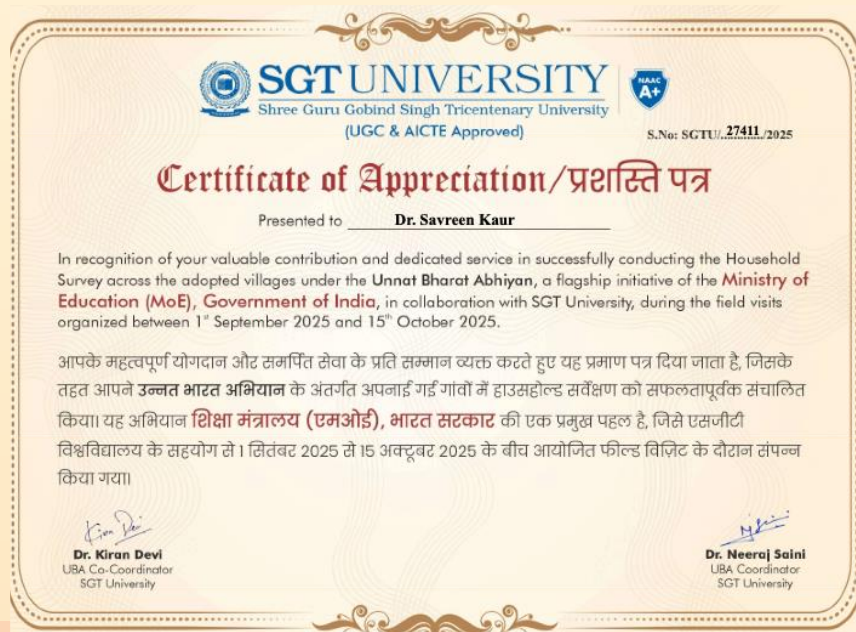 SGT UNIVERSITY
Shree Guru Gobind Singh Tricentenary University
(UGC & AICTE Approved)
NAAC
A+
S.No: SGTU/..27411../2025
Certificate of Appreciation/प्रशस्ति पत्र
Presented to Dr. Savreen Kaur
In recognition of your valuable contribution and dedicated service in successfully conducting the Household
Survey across the adopted villages under the Unnat Bharat Abhiyan, a flagship initiative of the Ministry of
Education (MoE), Government of India, in collaboration with SGT University, during the field visits
organized between 1st September 2025 and 15th October 2025.
आपके महत्वपूर्ण योगदान और समर्पित सेवा के प्रति सम्मान व्यक्त करते हुए यह प्रमाण पत्र दिया जाता है, जिसके
तहत आपने उन्नत भारत अभियान के अंतर्गत अपनाई गई गांवों में हाउसहोल्ड सर्वेक्षण को सफलतापूर्वक संचालित
किया। यह अभियान शिक्षा मंत्रालय (एमओई), भारत सरकार की एक प्रमुख पहल है, जिसे एसजीटी
विश्वविद्यालय के सहयोग से 1 सितंबर 2025 से 15 अक्टूबर 2025 के बीच आयोजित फील्ड विज़िट के दौरान संपन्न
किया गया।
Kiran Devi
Dr. Kiran Devi
UBA Co-Coordinator
SGT University
Dr. Neeraj Saini
UBA Coordinator
SGT University